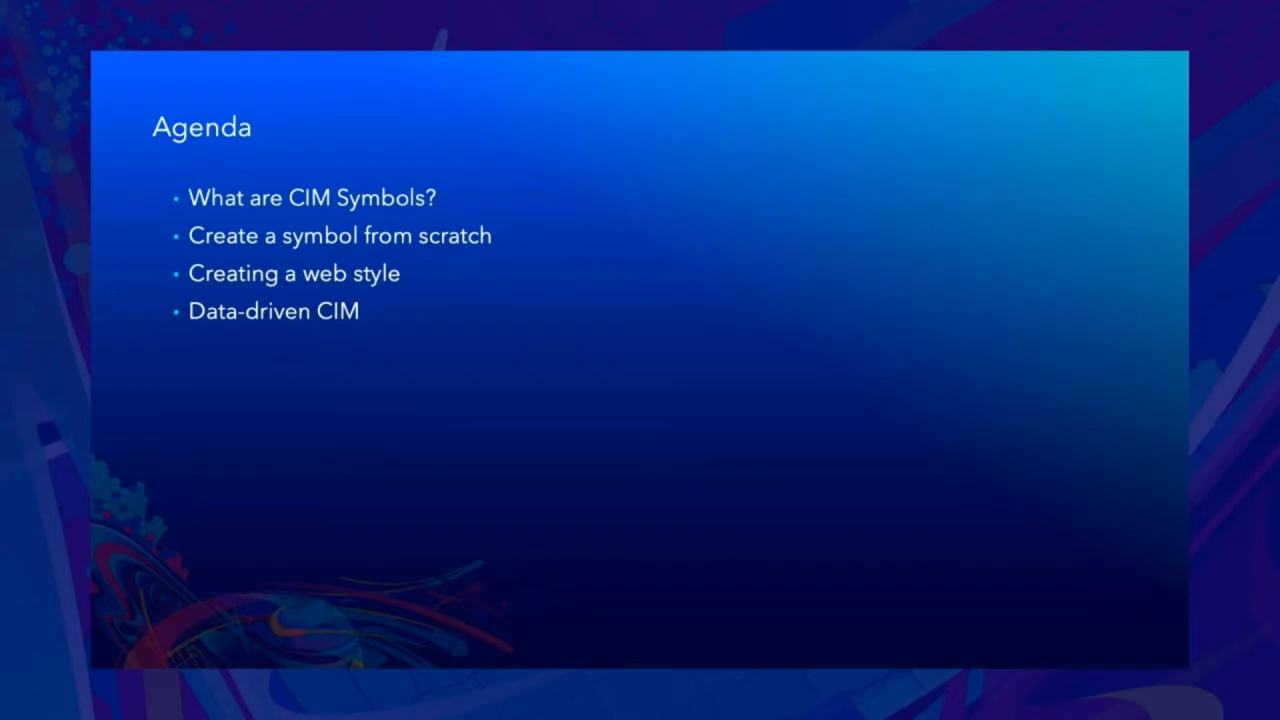 Agenda
• What are CIM Symbols?
• Create a symbol from scratch
• Creating a web style
• Data-driven CIM